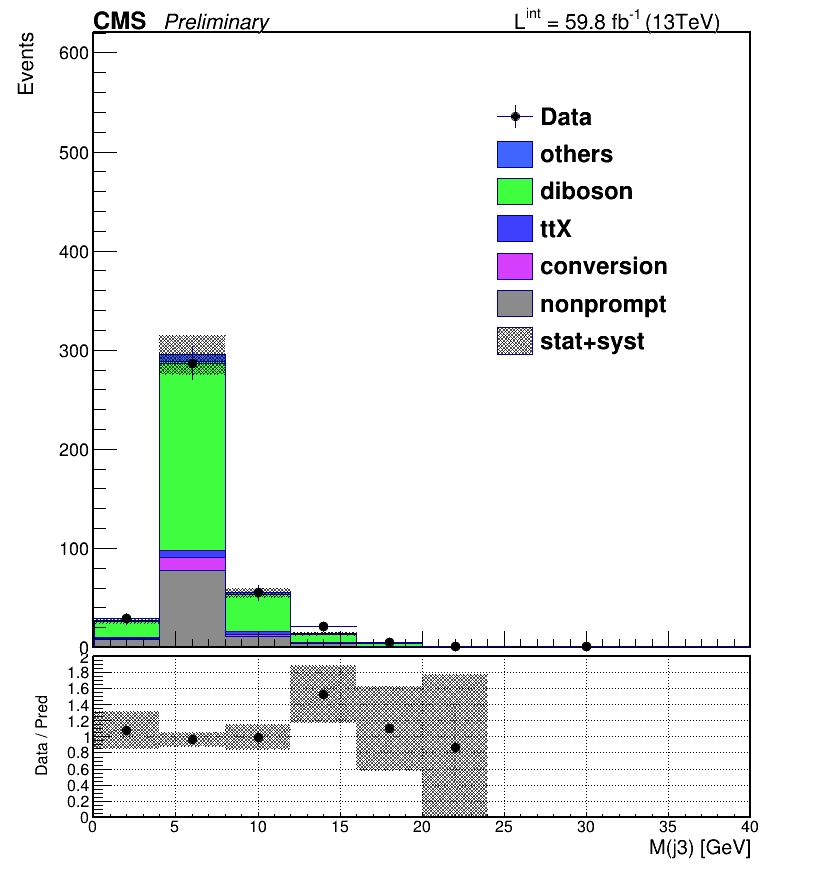 CMS Preliminary L^int = 59.8 fb^-1 (13TeV)
Events
600
500
400
300
200
100
0
Data
others
diboson
ttX
conversion
nonprompt
stat+syst
Data / Pred
2
1.8
1.6
1.4
1.2
1
0.8
0.6
0.4
0.2
0
0 5 10 15 20 25 30 35 40
M(j3) [GeV]